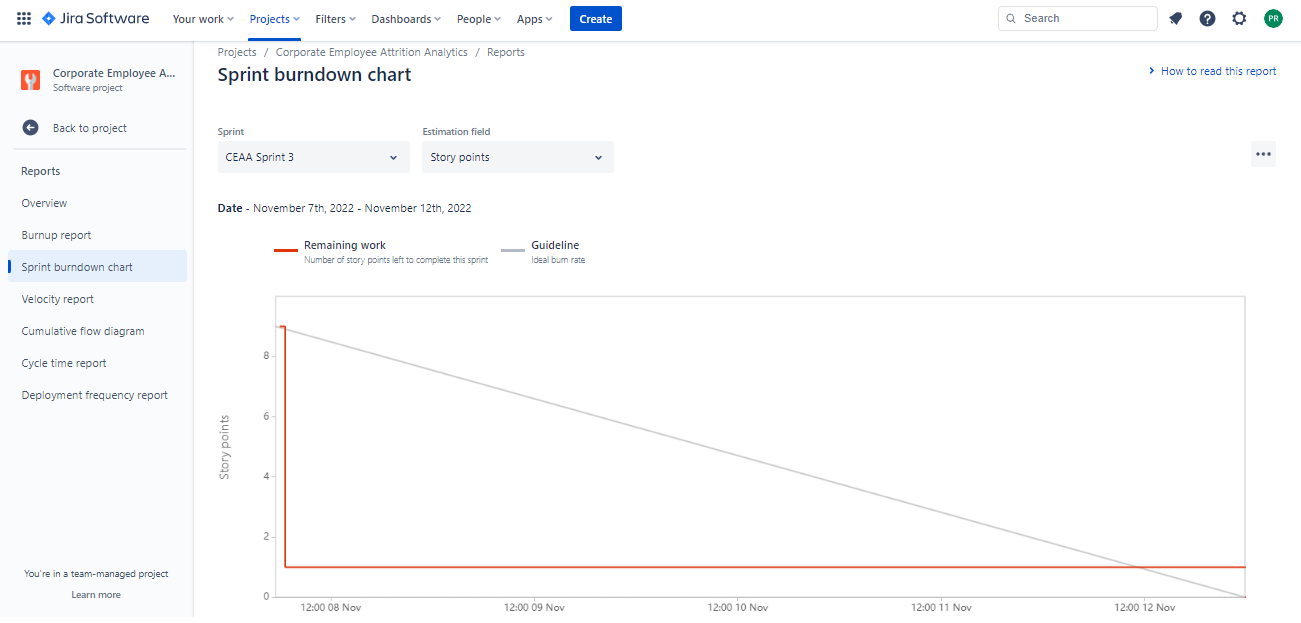 Jira Software Your work Projects Filters Dashboards People Apps Create Search PR
Corporate Employee A...
Software project
Back to project
Reports
Overview
Burnup report
Sprint burndown chart
Velocity report
Cumulative flow diagram
Cycle time report
Deployment frequency report
You're in a team-managed project
Learn more
Projects / Corporate Employee Attrition Analytics / Reports
Sprint burndown chart
How to read this report
Sprint Estimation field
CEAA Sprint 3 Story points
Date - November 7th, 2022 - November 12th, 2022
Remaining work Guideline
Number of story points left to complete this sprint Ideal burn rate
Story points
8
6
4
2
0
12:00 08 Nov 12:00 09 Nov 12:00 10 Nov 12:00 11 Nov 12:00 12 Nov